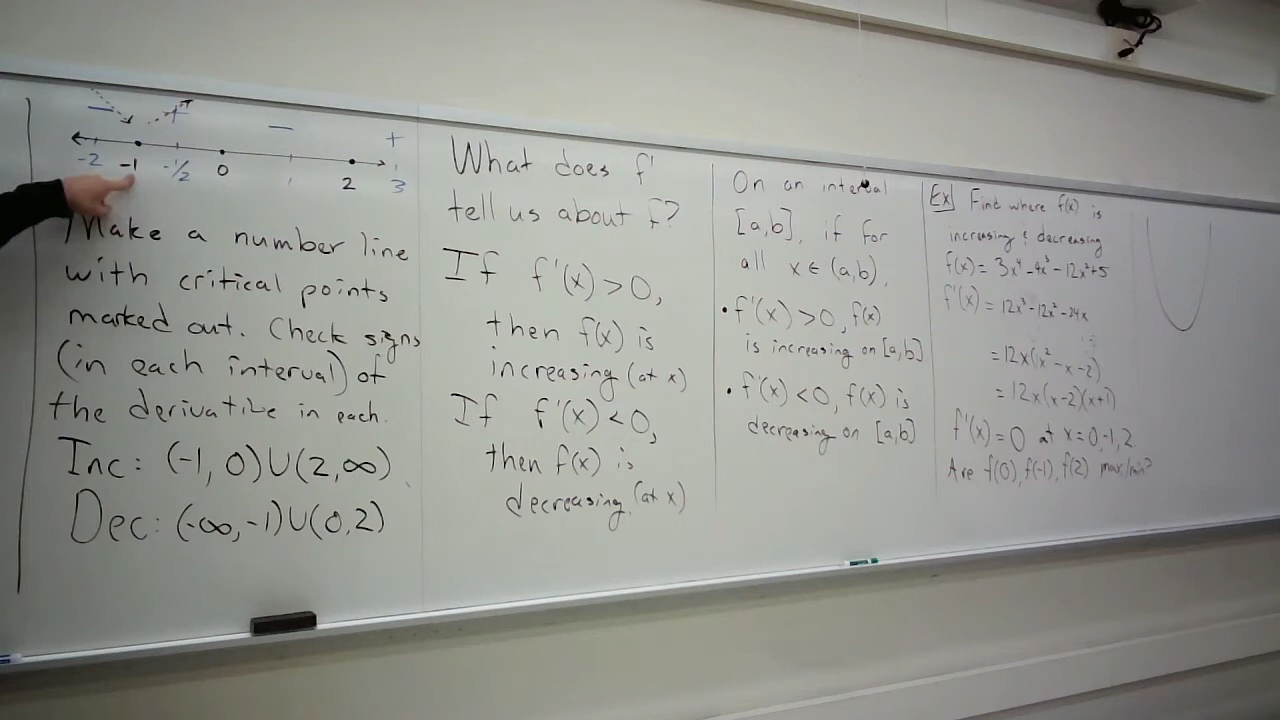 − + − +
-2 -1 -1/2 0 1 2 3
Make a number line
with critical points
marked out. Check signs
(in each interval) of
the derivative in each.
Inc: (-1, 0)∪(2,∞)
Dec: (-∞,-1)∪(0,2)
What does f'
tell us about f?
If f'(x) > 0,
then f(x) is
increasing (at x)
If f'(x) < 0,
then f(x) is
decreasing (at x)
On an interval
[a,b], if for
all x ∈ (a,b),
• f'(x) > 0, f(x)
is increasing on [a,b]
• f'(x) < 0, f(x) is
decreasing on [a,b]
Ex Find where f(x) is
increasing & decreasing
f(x) = 3x⁴ - 4x³ - 12x² + 5
f'(x) = 12x³ - 12x² - 24x
= 12x(x² - x - 2)
= 12x(x-2)(x+1)
f'(x) = 0 at x = 0, -1, 2.
Are f(0), f(-1), f(2) max/min?